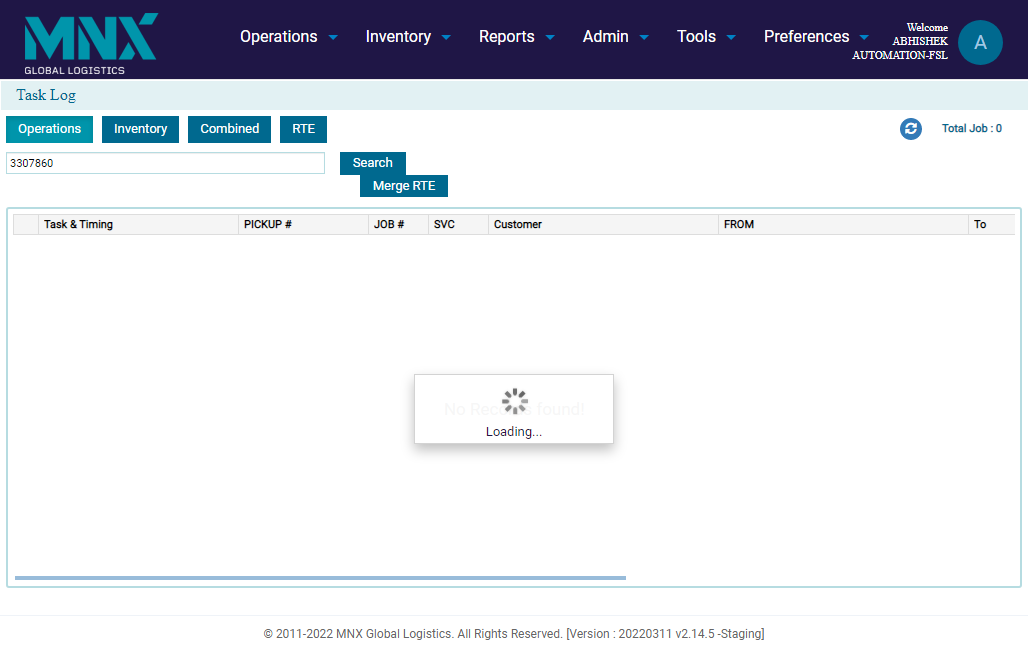 MNX
GLOBAL LOGISTICS
Operations Inventory Reports Admin Tools Preferences
Welcome
ABHISHEK
AUTOMATION-FSL
A
Task Log
Operations Inventory Combined RTE
Total Job : 0
3307860
Search
Merge RTE
Task & Timing PICKUP # JOB # SVC Customer FROM To
No Records found!
Loading...
© 2011-2022 MNX Global Logistics. All Rights Reserved. [Version : 20220311 v2.14.5 -Staging]